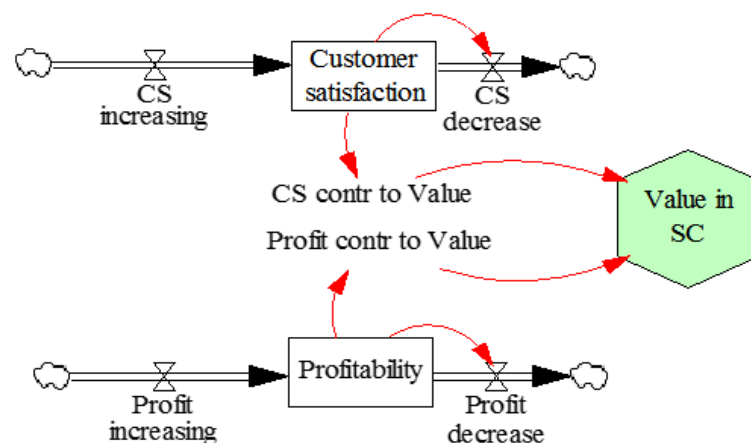 Customer
satisfaction
CS
increasing
CS
decrease
CS contr to Value
Profit contr to Value
Value in
SC
Profitability
Profit
increasing
Profit
decrease